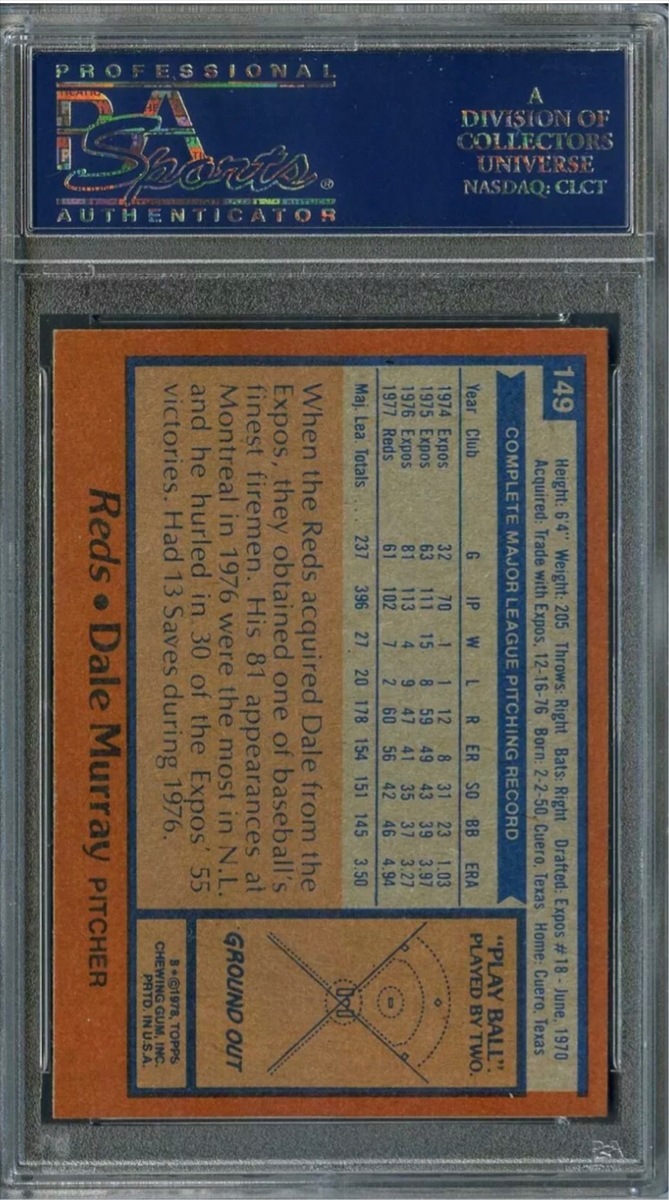 PROFESSIONAL
PSA
Sports®
AUTHENTICATOR
A
DIVISION OF
COLLECTORS
UNIVERSE
NASDAQ: CLCT
149
Height: 6'4" Weight: 205 Throws: Right Bats: Right Drafted: Expos #18 - June, 1970
Acquired: Trade with Expos, 12-16-76 Born: 2-2-50, Cuero, Texas Home: Cuero, Texas
COMPLETE MAJOR LEAGUE PITCHING RECORD
Year Club G IP W L R ER SO BB ERA
1974 Expos 32 70 1 1 12 8 31 23 1.03
1975 Expos 63 111 15 8 59 49 43 39 3.97
1976 Expos 81 113 4 9 47 41 35 37 3.27
1977 Reds 61 102 7 2 60 56 42 46 4.94
Maj. Lea. Totals ... 237 396 27 20 178 154 151 145 3.50
When the Reds acquired Dale from the
Expos, they obtained one of baseball's
finest firemen. His 81 appearances at
Montreal in 1976 were the most in N.L.
and he hurled in 30 of the Expos' 55
victories. Had 13 Saves during 1976.
"PLAY BALL"
PLAYED BY TWO.
GROUND OUT
B•©1978, TOPPS
CHEWING GUM, INC.
PRTD. IN U.S.A.
Reds • Dale Murray PITCHER